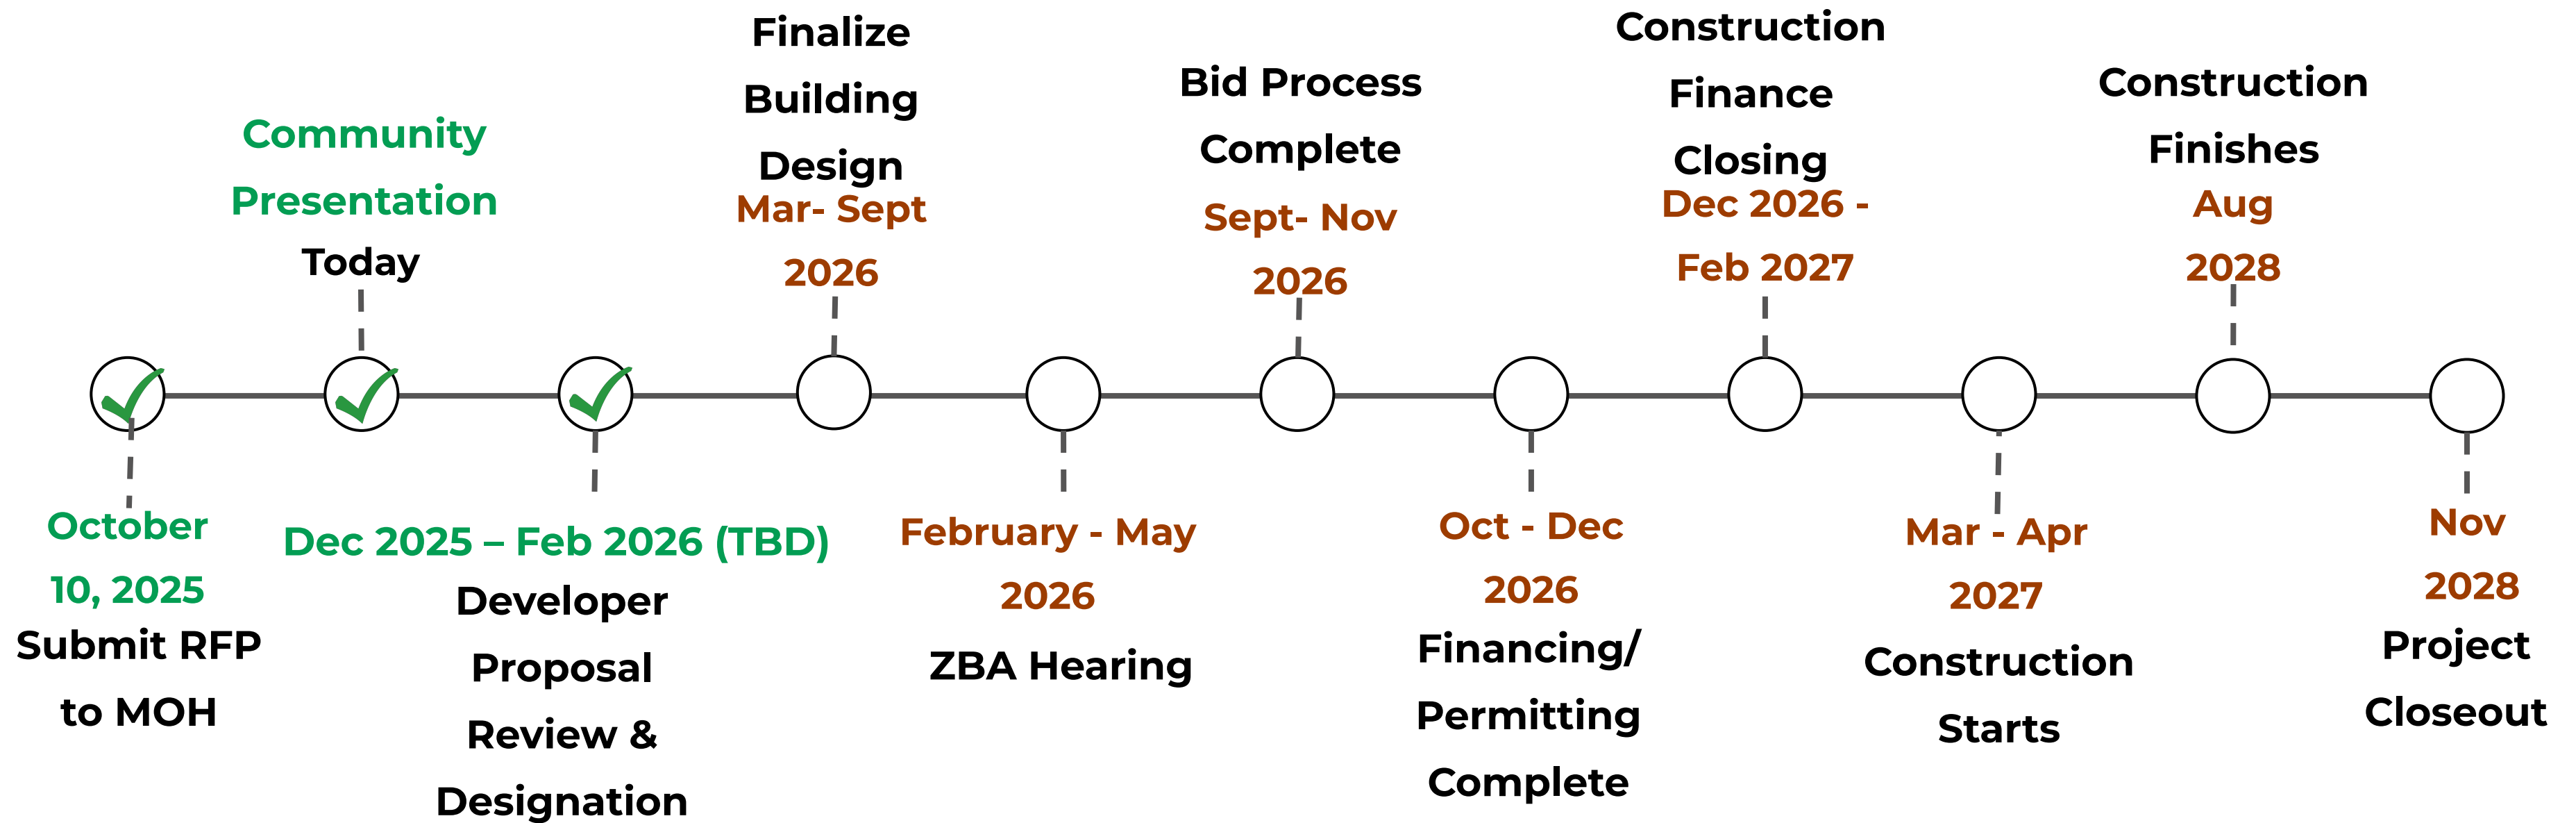 October
10, 2025
Submit RFP
to MOH
Community
Presentation
Today
Dec 2025 – Feb 2026 (TBD)
Developer
Proposal
Review &
Designation
Finalize
Building
Design
Mar- Sept
2026
February - May
2026
ZBA Hearing
Bid Process
Complete
Sept- Nov
2026
Oct - Dec
2026
Financing/
Permitting
Complete
Construction
Finance
Closing
Dec 2026 -
Feb 2027
Mar - Apr
2027
Construction
Starts
Construction
Finishes
Aug
2028
Nov
2028
Project
Closeout